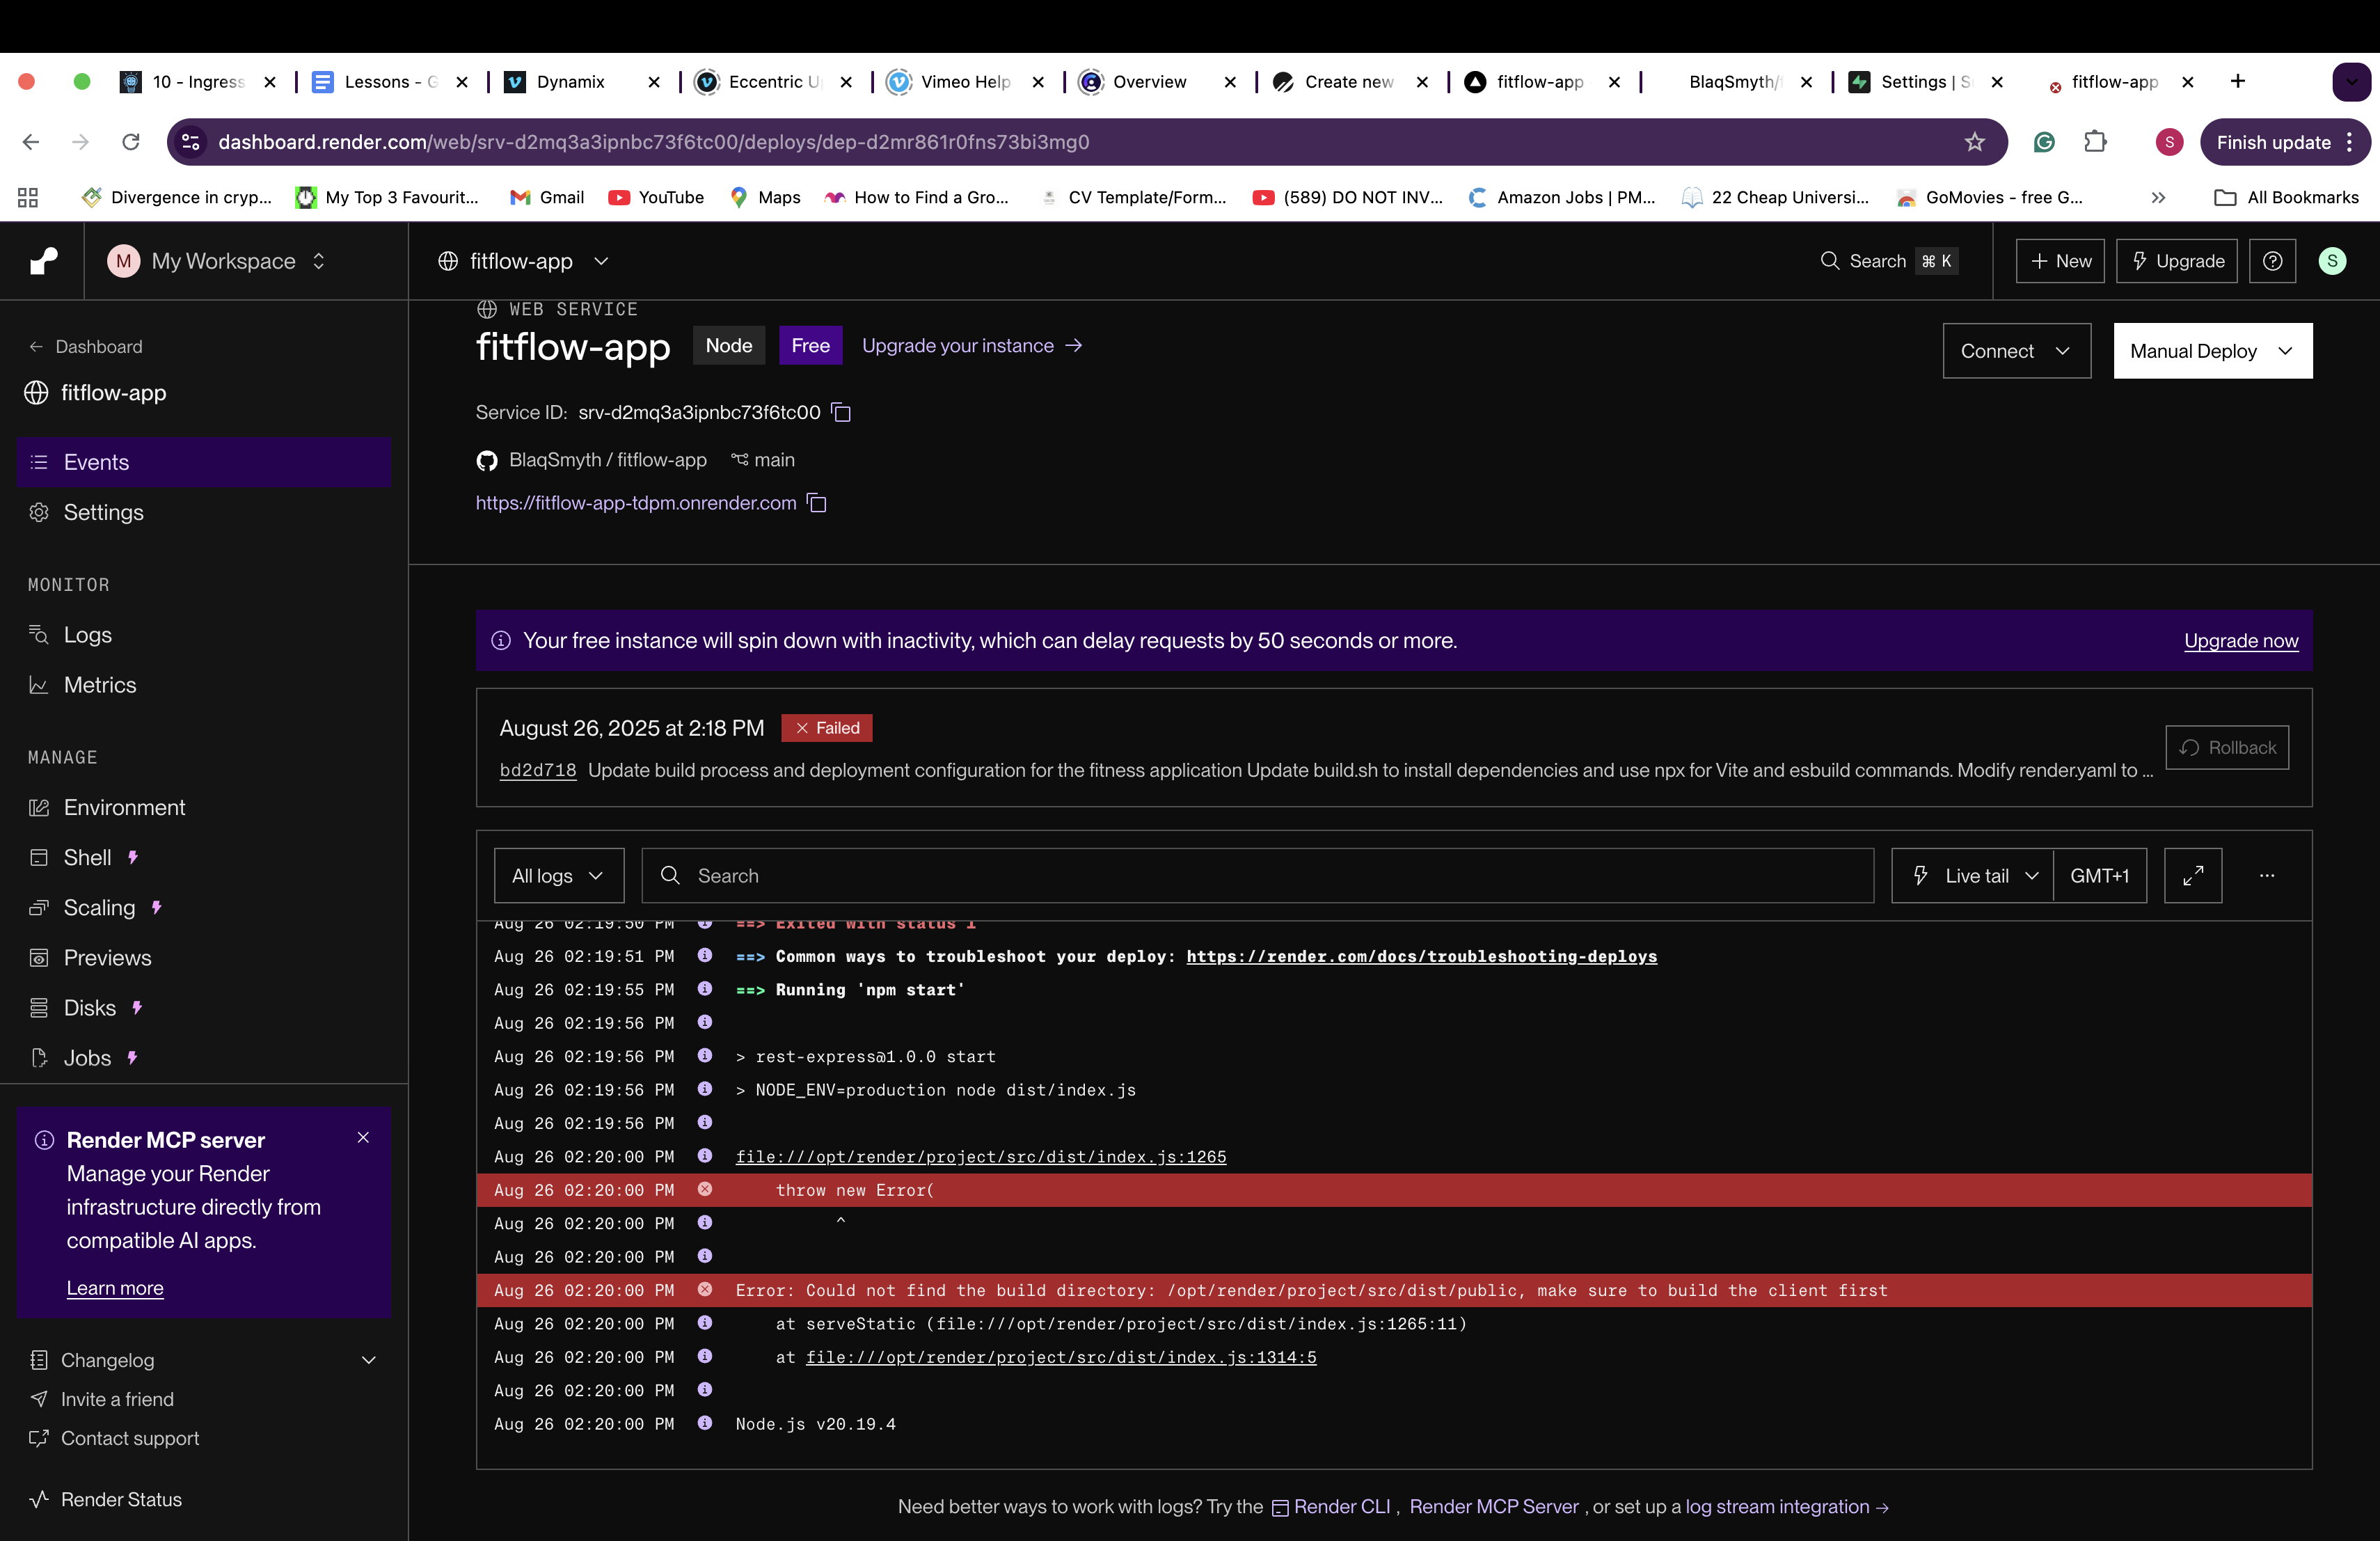 10 - Ingress
Lessons - G
Dynamix
Eccentric U
Vimeo Help
Overview
Create new
fitflow-app
BlaqSmyth/
Settings | S
fitflow-app
dashboard.render.com/web/srv-d2mq3a3ipnbc73f6tc00/deploys/dep-d2mr861r0fns73bi3mg0
S
Finish update
Divergence in cryp...
My Top 3 Favourit...
Gmail
YouTube
Maps
How to Find a Gro...
CV Template/Form...
(589) DO NOT INV...
Amazon Jobs | PM...
22 Cheap Universi...
GoMovies - free G...
All Bookmarks
M My Workspace
fitflow-app
Search ⌘ K
+ New
Upgrade
S
← Dashboard
fitflow-app
Events
Settings
MONITOR
Logs
Metrics
MANAGE
Environment
Shell
Scaling
Previews
Disks
Jobs
Render MCP server
Manage your Render
infrastructure directly from
compatible AI apps.
Learn more
Changelog
Invite a friend
Contact support
Render Status
WEB SERVICE
fitflow-app Node Free Upgrade your instance →
Connect
Manual Deploy
Service ID: srv-d2mq3a3ipnbc73f6tc00
BlaqSmyth / fitflow-app main
https://fitflow-app-tdpm.onrender.com
Your free instance will spin down with inactivity, which can delay requests by 50 seconds or more.
Upgrade now
August 26, 2025 at 2:18 PM Failed
bd2d718 Update build process and deployment configuration for the fitness application Update build.sh to install dependencies and use npx for Vite and esbuild commands. Modify render.yaml to ...
Rollback
All logs
Search
Live tail
GMT+1
Aug 26 02:19:50 PM ==> Exited with status 1
Aug 26 02:19:51 PM ==> Common ways to troubleshoot your deploy: https://render.com/docs/troubleshooting-deploys
Aug 26 02:19:55 PM ==> Running 'npm start'
Aug 26 02:19:56 PM
Aug 26 02:19:56 PM > rest-express@1.0.0 start
Aug 26 02:19:56 PM > NODE_ENV=production node dist/index.js
Aug 26 02:19:56 PM
Aug 26 02:20:00 PM file:///opt/render/project/src/dist/index.js:1265
Aug 26 02:20:00 PM throw new Error(
Aug 26 02:20:00 PM ^
Aug 26 02:20:00 PM
Aug 26 02:20:00 PM Error: Could not find the build directory: /opt/render/project/src/dist/public, make sure to build the client first
Aug 26 02:20:00 PM at serveStatic (file:///opt/render/project/src/dist/index.js:1265:11)
Aug 26 02:20:00 PM at file:///opt/render/project/src/dist/index.js:1314:5
Aug 26 02:20:00 PM
Aug 26 02:20:00 PM Node.js v20.19.4
Need better ways to work with logs? Try the Render CLI , Render MCP Server , or set up a log stream integration →